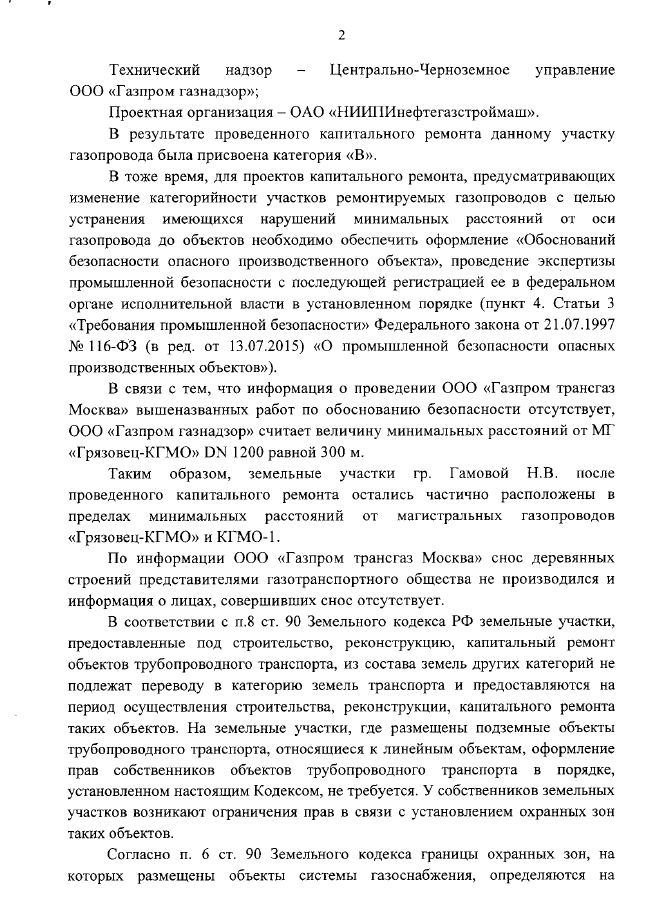 2
Технический надзор – Центрально-Черноземное управление
ООО «Газпром газнадзор»;
Проектная организация – ОАО «НИИПИнефтегазстроймаш».
В результате проведенного капитального ремонта данному участку
газопровода была присвоена категория «В».
В тоже время, для проектов капитального ремонта, предусматривающих
изменение категорийности участков ремонтируемых газопроводов с целью
устранения имеющихся нарушений минимальных расстояний от оси
газопровода до объектов необходимо обеспечить оформление «Обоснований
безопасности опасного производственного объекта», проведение экспертизы
промышленной безопасности с последующей регистрацией ее в федеральном
органе исполнительной власти в установленном порядке (пункт 4. Статьи 3
«Требования промышленной безопасности» Федерального закона от 21.07.1997
№ 116-ФЗ (в ред. от 13.07.2015) «О промышленной безопасности опасных
производственных объектов»).
В связи с тем, что информация о проведении ООО «Газпром трансгаз
Москва» вышеназванных работ по обоснованию безопасности отсутствует,
ООО «Газпром газнадзор» считает величину минимальных расстояний от МГ
«Грязовец-КГМО» DN 1200 равной 300 м.
Таким образом, земельные участки гр. Гамовой Н.В. после
проведенного капитального ремонта остались частично расположены в
пределах минимальных расстояний от магистральных газопроводов
«Грязовец-КГМО» и КГМО-1.
По информации ООО «Газпром трансгаз Москва» снос деревянных
строений представителями газотранспортного общества не производился и
информация о лицах, совершивших снос отсутствует.
В соответствии с п.8 ст. 90 Земельного кодекса РФ земельные участки,
предоставленные под строительство, реконструкцию, капитальный ремонт
объектов трубопроводного транспорта, из состава земель других категорий не
подлежат переводу в категорию земель транспорта и предоставляются на
период осуществления строительства, реконструкции, капитального ремонта
таких объектов. На земельные участки, где размещены подземные объекты
трубопроводного транспорта, относящиеся к линейным объектам, оформление
прав собственников объектов трубопроводного транспорта в порядке,
установленном настоящим Кодексом, не требуется. У собственников земельных
участков возникают ограничения прав в связи с установлением охранных зон
таких объектов.
Согласно п. 6 ст. 90 Земельного кодекса границы охранных зон, на
которых размещены объекты системы газоснабжения, определяются на